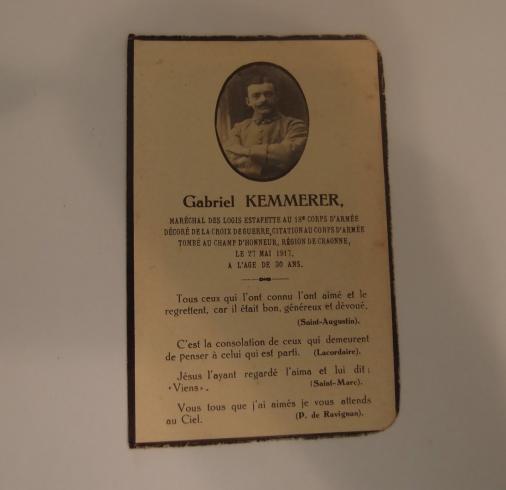 Gabriel KEMMERER,
MARÉCHAL DES LOGIS ESTAFETTE AU 18e CORPS D'ARMÉE
DÉCORÉ DE LA CROIX DE GUERRE, CITATION AU CORPS D'ARMÉE
TOMBÉ AU CHAMP D'HONNEUR, RÉGION DE CRAONNE,
LE 27 MAI 1917,
A L'AGE DE 30 ANS.
Tous ceux qui l'ont connu l'ont aimé et le
regrettent, car il était bon, généreux et dévoué.
(Saint-Augustin).
C'est la consolation de ceux qui demeurent
de penser à celui qui est parti. (Lacordaire).
Jésus l'ayant regardé l'aima et lui dit :
«Viens». (Saint-Marc).
Vous tous que j'ai aimés je vous attends
au Ciel. (P. de Ravignan).